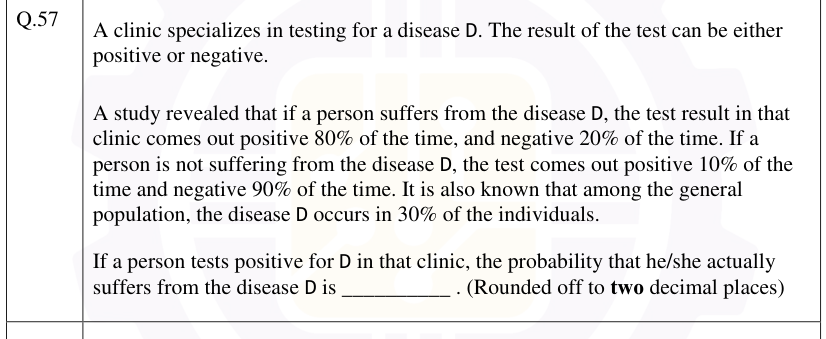 Q.57
A clinic specializes in testing for a disease D. The result of the test can be either
positive or negative.
A study revealed that if a person suffers from the disease D, the test result in that
clinic comes out positive 80% of the time, and negative 20% of the time. If a
person is not suffering from the disease D, the test comes out positive 10% of the
time and negative 90% of the time. It is also known that among the general
population, the disease D occurs in 30% of the individuals.
If a person tests positive for D in that clinic, the probability that he/she actually
suffers from the disease D is __________ . (Rounded off to two decimal places)